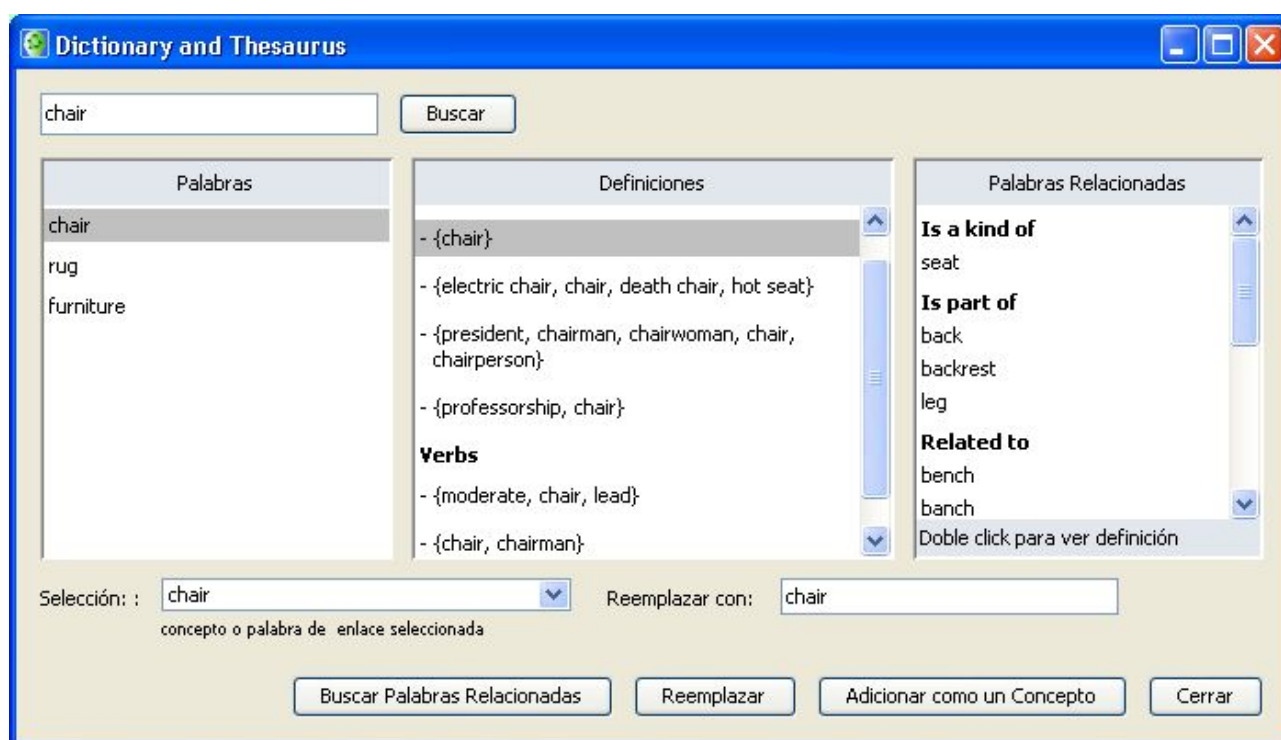 Dictionary and Thesaurus
chair
Buscar
Palabras
chair
rug
furniture
Definiciones
- {chair}
- {electric chair, chair, death chair, hot seat}
- {president, chairman, chairwoman, chair,
chairperson}
- {professorship, chair}
Verbs
- {moderate, chair, lead}
- {chair, chairman}
Palabras Relacionadas
Is a kind of
seat
Is part of
back
backrest
leg
Related to
bench
banch
Doble click para ver definición
Selección: :
chair
Reemplazar con:
chair
concepto o palabra de enlace seleccionada
Buscar Palabras Relacionadas
Reemplazar
Adicionar como un Concepto
Cerrar